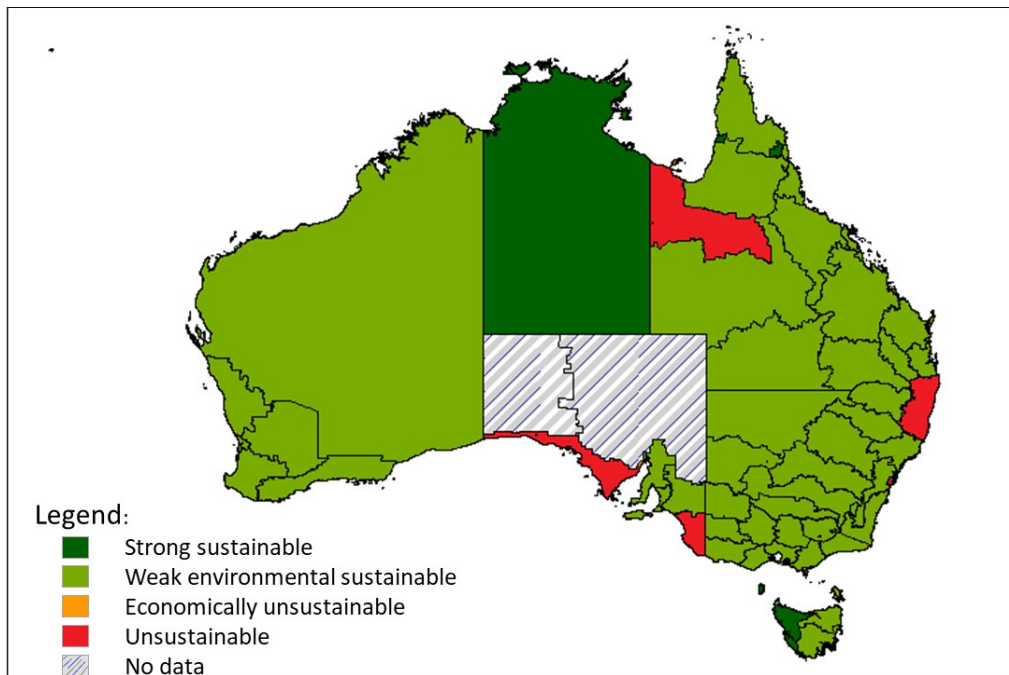 Legend:
Strong sustainable
Weak environmental sustainable
Economically unsustainable
Unsustainable
No data